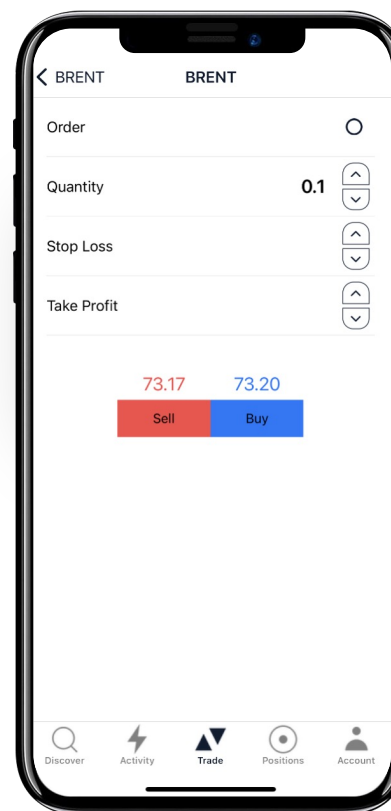 BRENT BRENT
Order
Quantity 0.1
Stop Loss
Take Profit
73.17 73.20
Sell Buy
Discover Activity Trade Positions Account